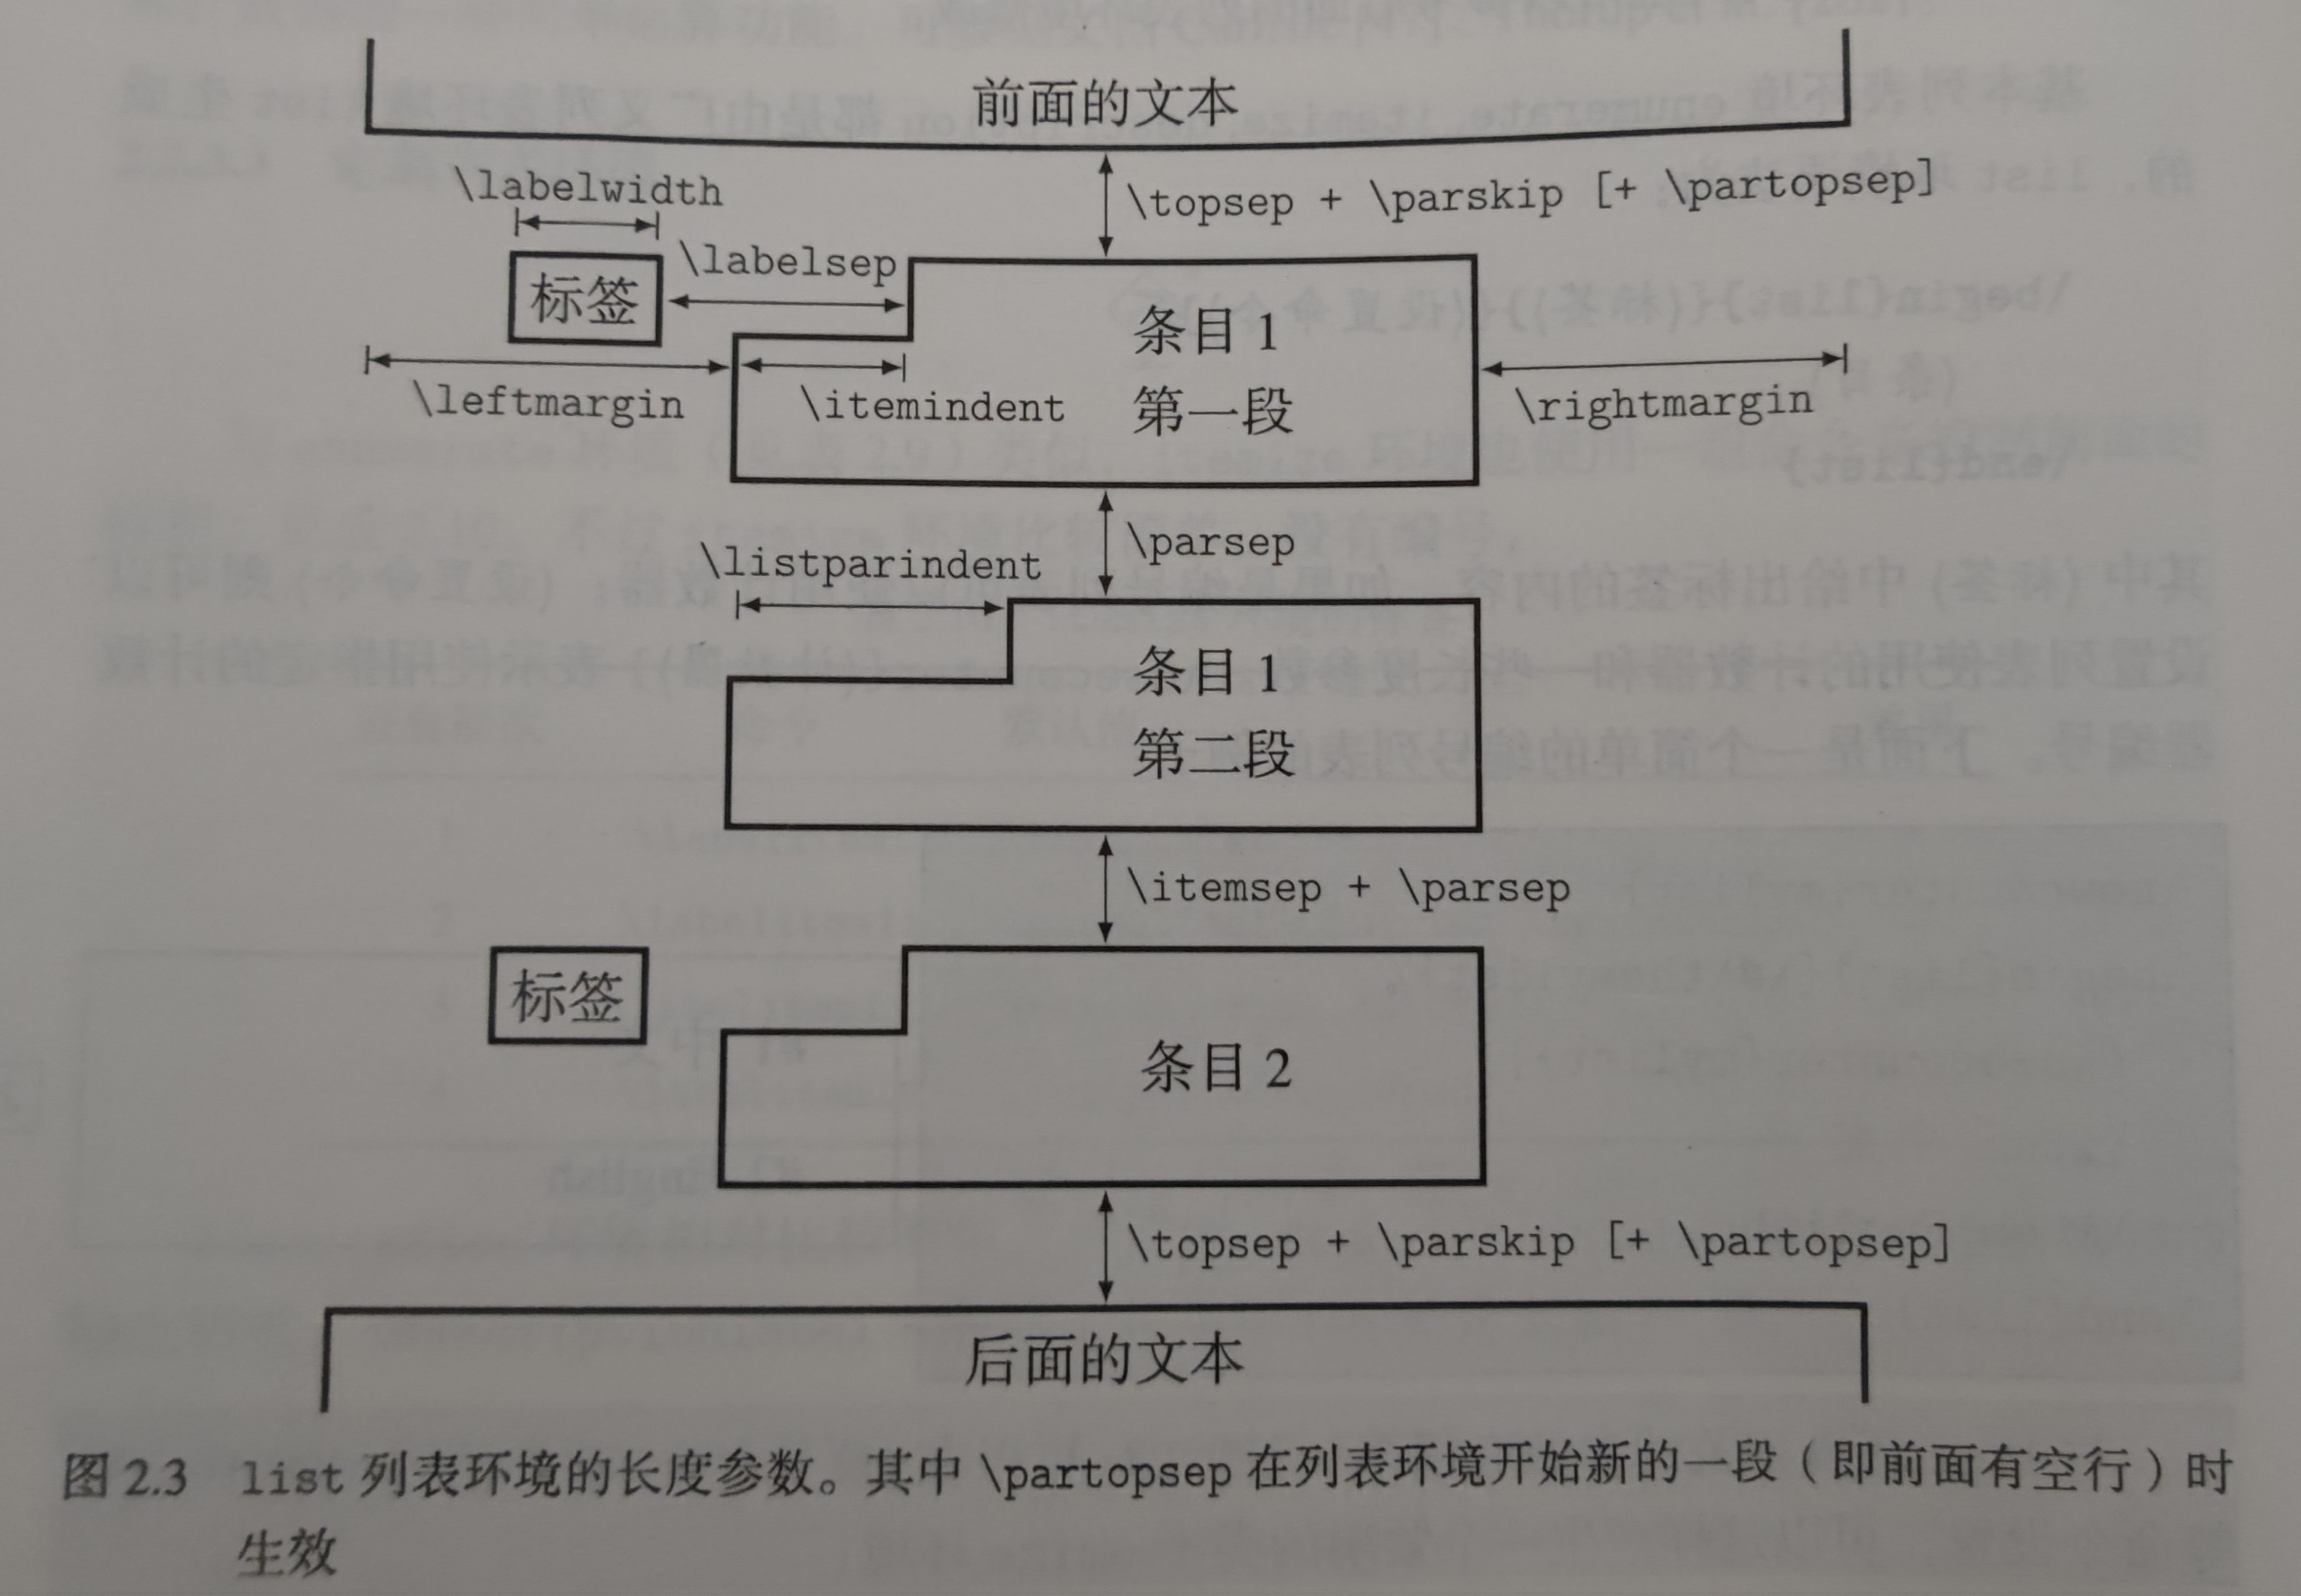 前面的文本
\labelwidth
\topsep + \parskip [+ \partopsep]
标签
\labelsep
条目 1
第一段
\leftmargin
\itemindent
\rightmargin
\parsep
\listparindent
条目 1
第二段
\itemsep + \parsep
标签
条目 2
\topsep + \parskip [+ \partopsep]
后面的文本
图 2.3 list 列表环境的长度参数。其中 \partopsep 在列表环境开始新的一段（即前面有空行）时
生效